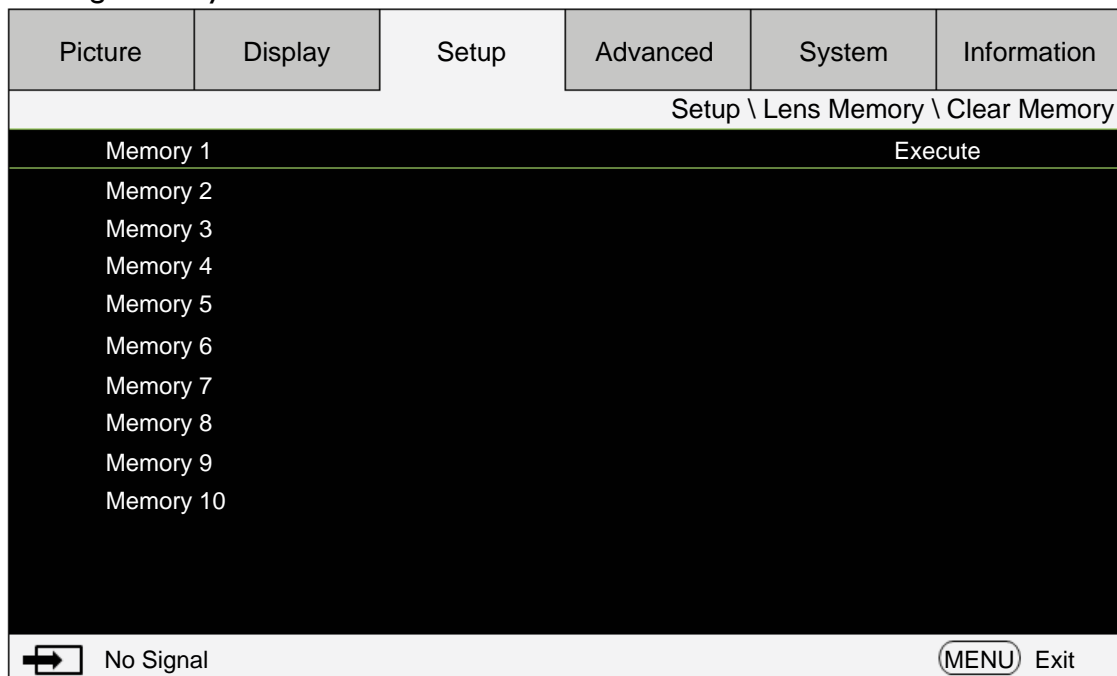 Picture Display Setup Advanced System Information
Setup \ Lens Memory \ Clear Memory
Memory 1 Execute
Memory 2
Memory 3
Memory 4
Memory 5
Memory 6
Memory 7
Memory 8
Memory 9
Memory 10
No Signal MENU Exit